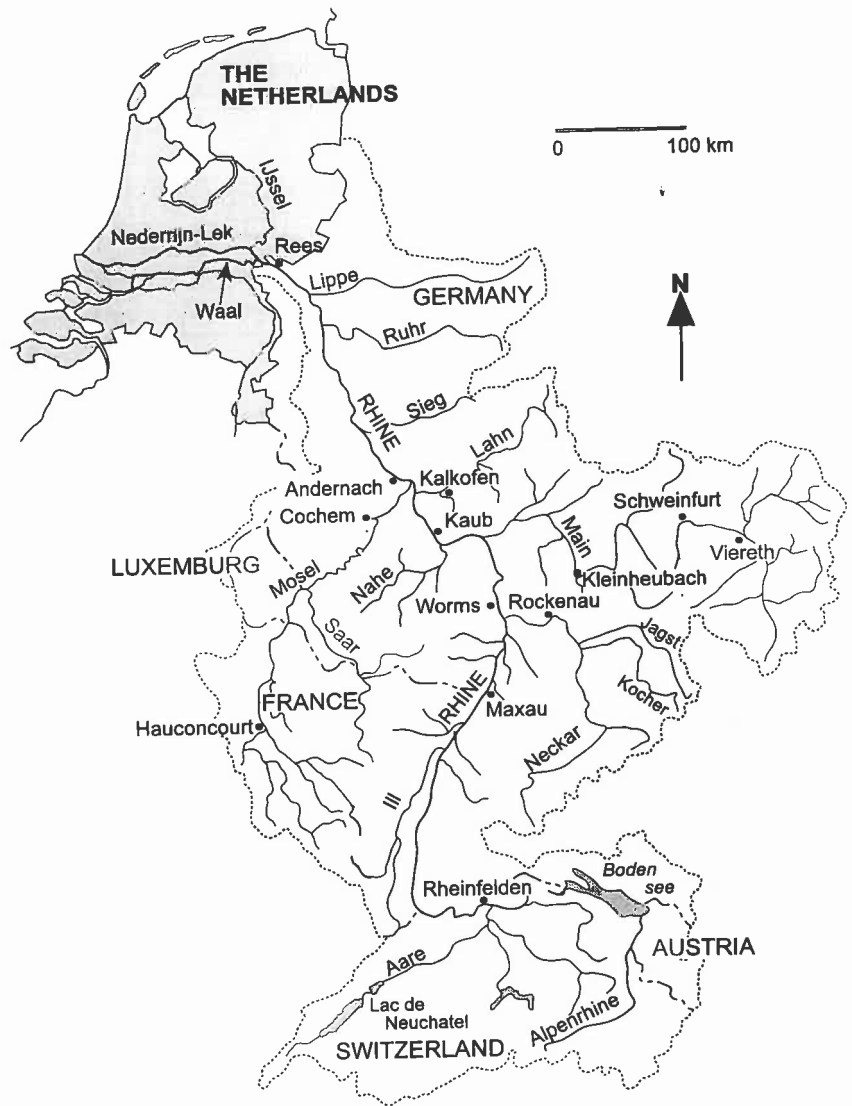 THE
NETHERLANDS
0 100 km
IJssel
Nederrijn-Lek
Rees
Waal
Lippe
GERMANY
N
Ruhr
RHINE
Sieg
Lahn
Andernach
Kalkofen
Cochem
Kaub
Main
Schweinfurt
Viereth
LUXEMBURG
Mosel
Nahe
Kleinheubach
Worms
Rockenau
Saar
Jagst
FRANCE
RHINE
Maxau
Kocher
Hauconcourt
Neckar
Ill
Rheinfelden
Boden
see
AUSTRIA
Aare
Lac de
Neuchatel
Alpenrhine
SWITZERLAND